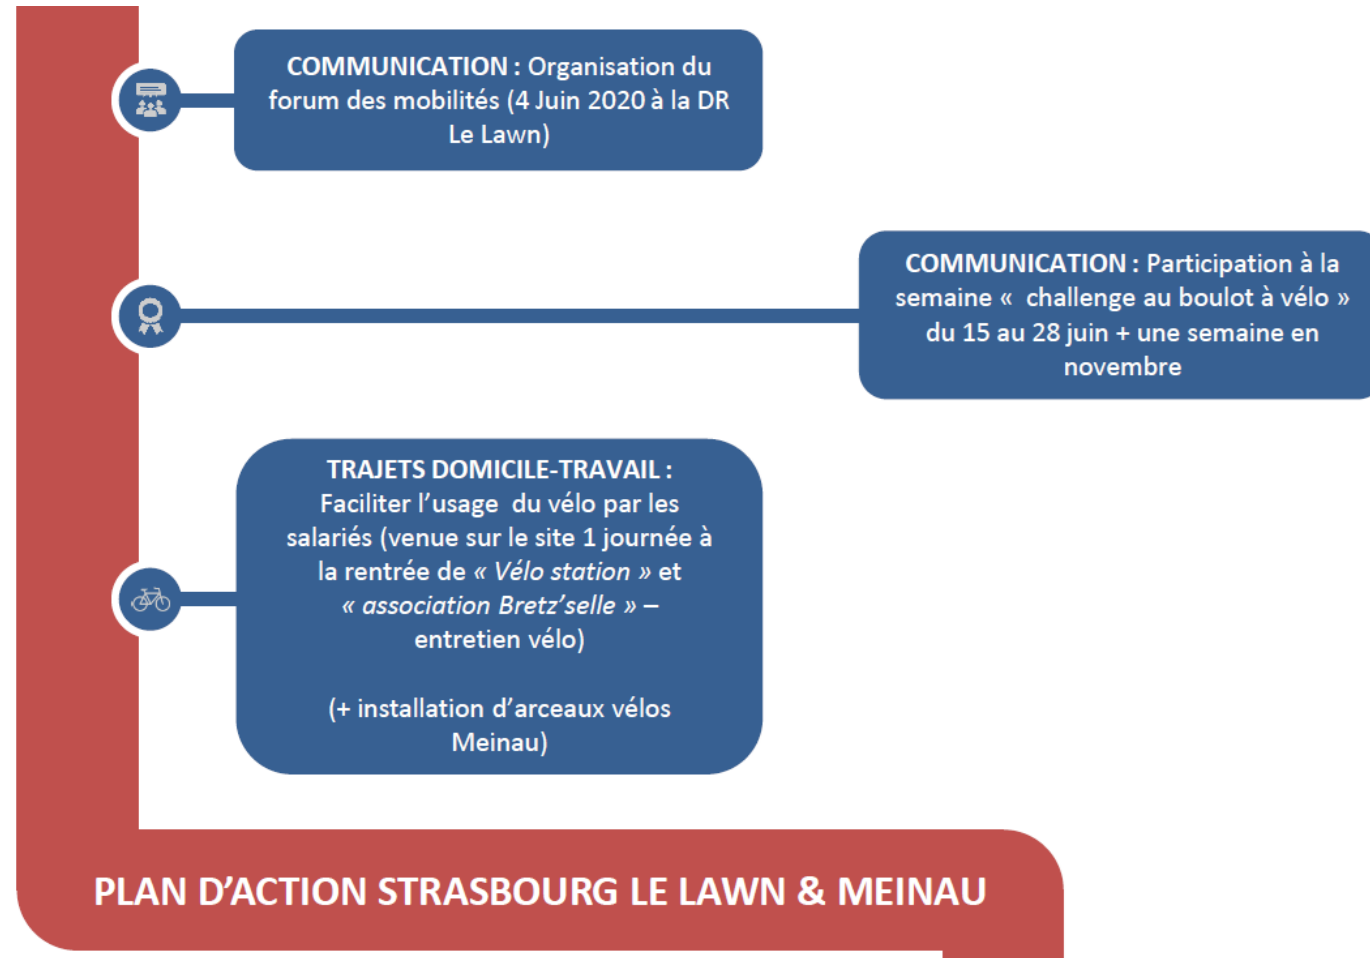 COMMUNICATION : Organisation du
forum des mobilités (4 Juin 2020 à la DR
Le Lawn)
COMMUNICATION : Participation à la
semaine «  challenge au boulot à vélo »
du 15 au 28 juin + une semaine en
novembre
TRAJETS DOMICILE-TRAVAIL :
Faciliter l’usage  du vélo par les
salariés (venue sur le site 1 journée à
la rentrée de « Vélo station » et
« association Bretz’selle » –
entretien vélo)
(+ installation d’arceaux vélos
Meinau)
PLAN D’ACTION STRASBOURG LE LAWN & MEINAU